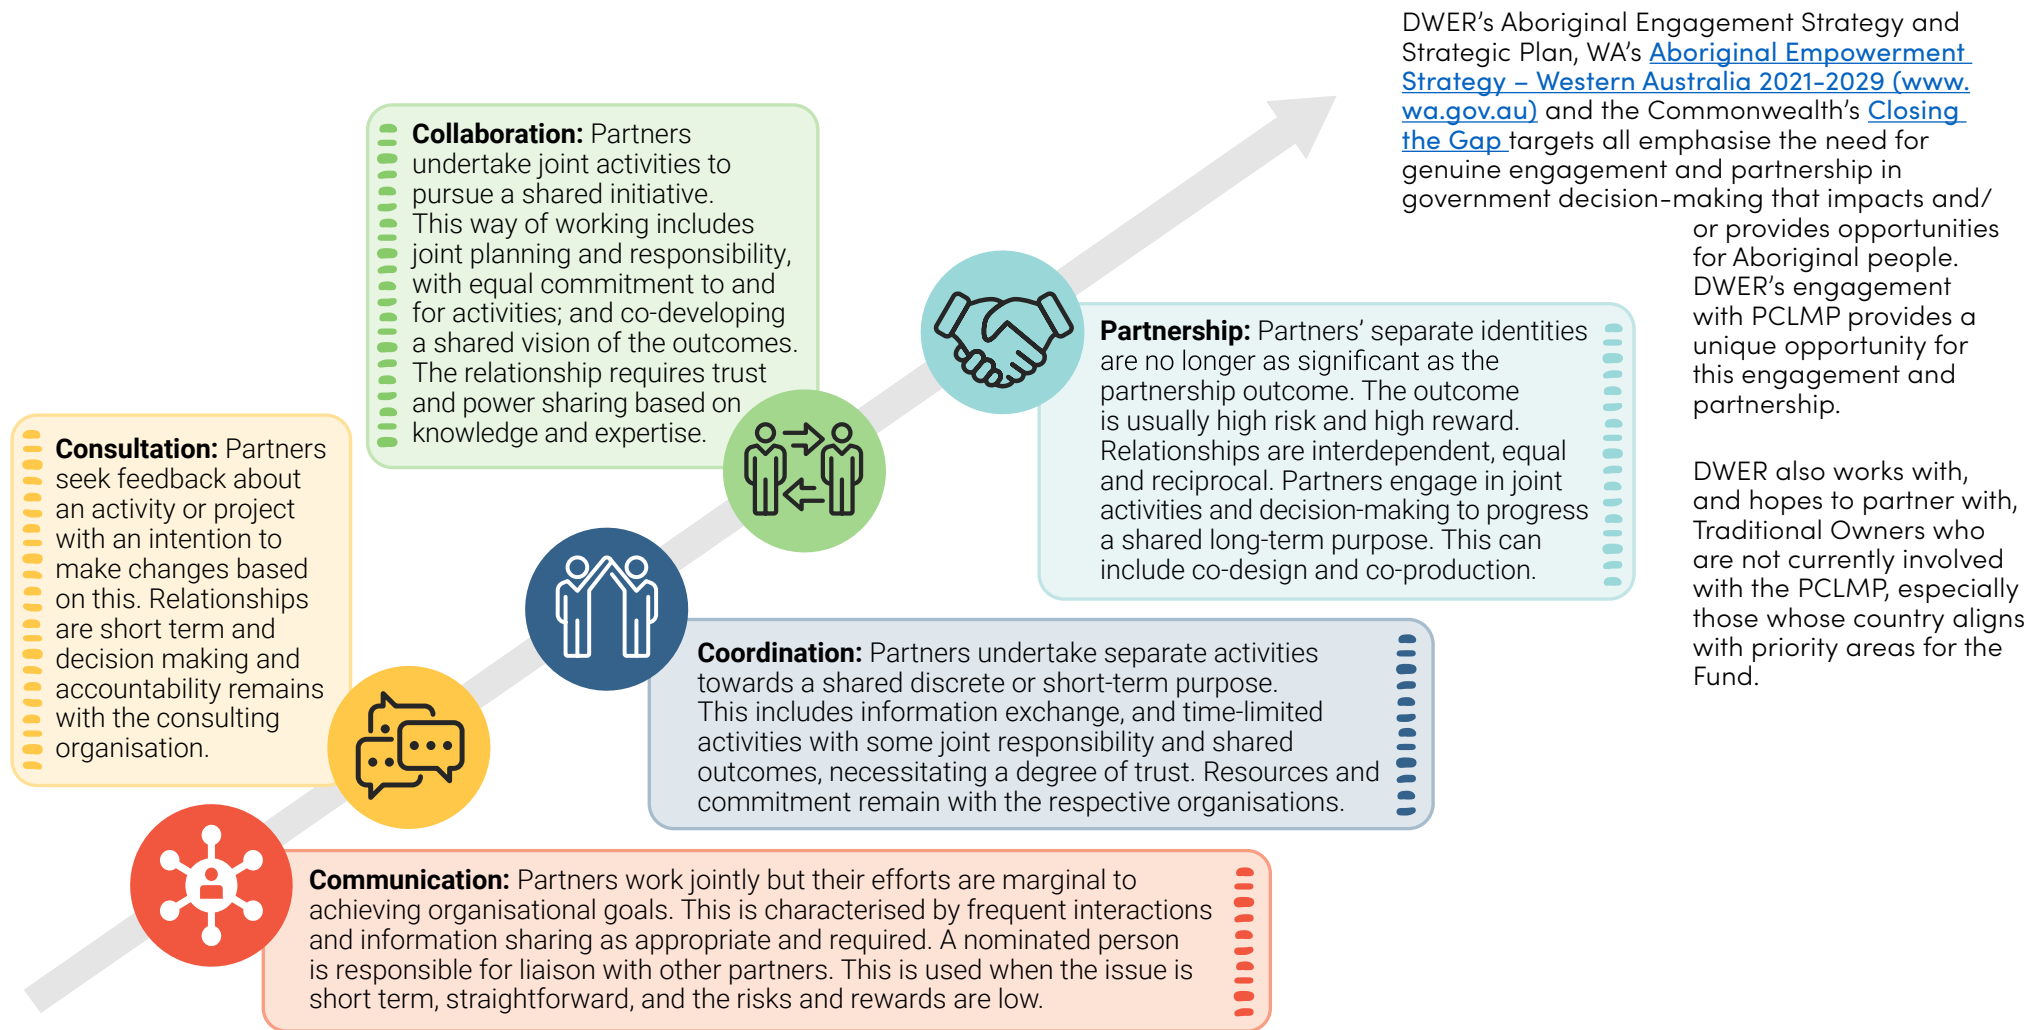 DWER’s Aboriginal Engagement Strategy and
Strategic Plan, WA’s Aboriginal Empowerment
Strategy – Western Australia 2021-2029 (www.
wa.gov.au) and the Commonwealth’s Closing
the Gap targets all emphasise the need for
genuine engagement and partnership in
government decision-making that impacts and/
or provides opportunities
for Aboriginal people.
DWER’s engagement
with PCLMP provides a
unique opportunity for
this engagement and
partnership.
DWER also works with,
and hopes to partner with,
Traditional Owners who
are not currently involved
with the PCLMP, especially
those whose country aligns
with priority areas for the
Fund.
Collaboration: Partners
undertake joint activities to
pursue a shared initiative.
This way of working includes
joint planning and responsibility,
with equal commitment to and
for activities; and co-developing
a shared vision of the outcomes.
The relationship requires trust
and power sharing based on
knowledge and expertise.
Partnership: Partners’ separate identities
are no longer as significant as the
partnership outcome. The outcome
is usually high risk and high reward.
Relationships are interdependent, equal
and reciprocal. Partners engage in joint
activities and decision-making to progress
a shared long-term purpose. This can
include co-design and co-production.
Consultation: Partners
seek feedback about
an activity or project
with an intention to
make changes based
on this. Relationships
are short term and
decision making and
accountability remains
with the consulting
organisation.
Coordination: Partners undertake separate activities
towards a shared discrete or short-term purpose.
This includes information exchange, and time-limited
activities with some joint responsibility and shared
outcomes, necessitating a degree of trust. Resources and
commitment remain with the respective organisations.
Communication: Partners work jointly but their efforts are marginal to
achieving organisational goals. This is characterised by frequent interactions
and information sharing as appropriate and required. A nominated person
is responsible for liaison with other partners. This is used when the issue is
short term, straightforward, and the risks and rewards are low.